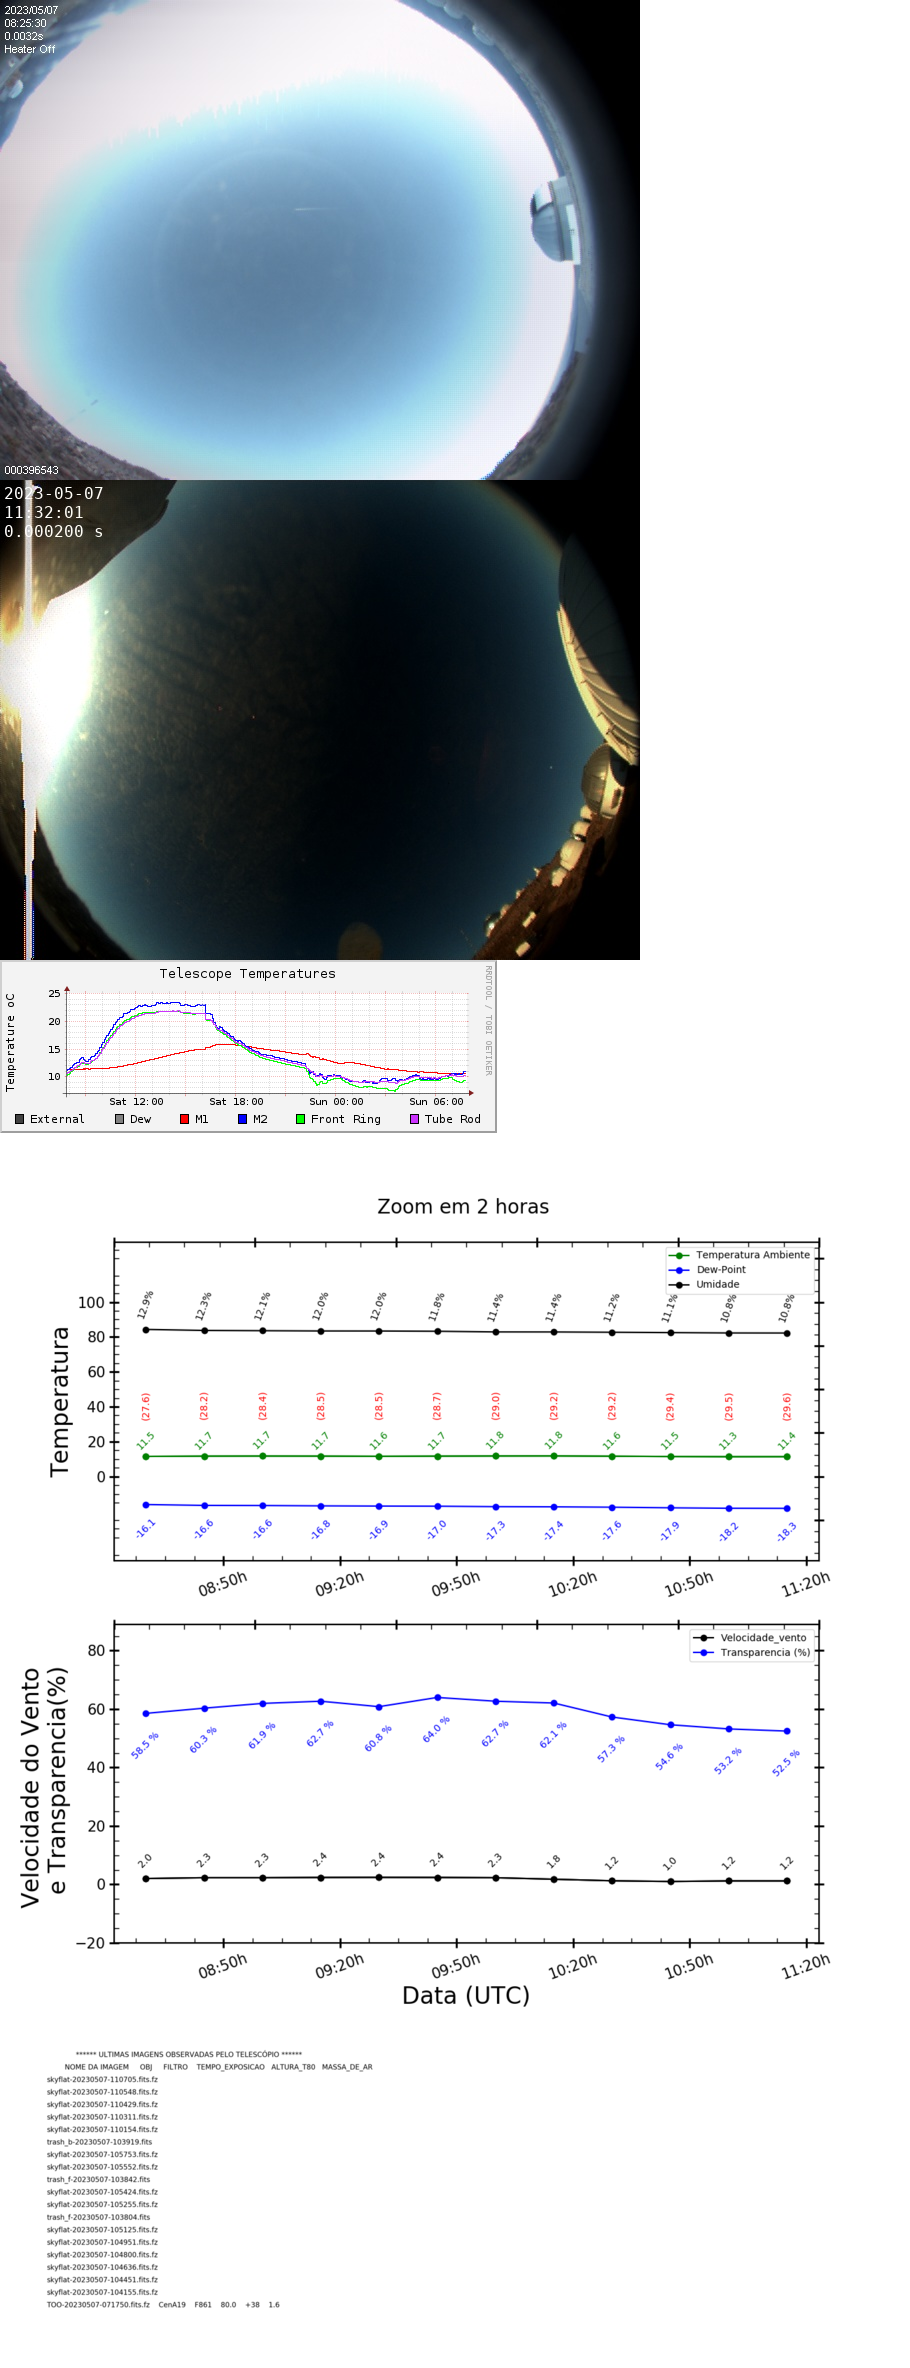 2023/05/07
08:25:30
0.0032s
Heater Off
000396543
2023-05-07
11:32:01
0.000200 s
Telescope Temperatures
RRDTOOL / TOBI OETIKER
Temperature oC
25
20
15
10
Sat 12:00 Sat 18:00 Sun 00:00 Sun 06:00
External Dew M1 M2 Front Ring Tube Rod
Zoom em 2 horas
Temperatura Ambiente
Dew-Point
Umidade
Temperatura
100
80
60
40
20
0
12.9% 12.3% 12.1% 12.0% 12.0% 11.8% 11.4% 11.4% 11.2% 11.1% 10.8% 10.8%
(27.6) (28.2) (28.4) (28.5) (28.5) (28.7) (29.0) (29.2) (29.2) (29.4) (29.5) (29.6)
11.5 11.7 11.7 11.7 11.6 11.7 11.8 11.8 11.6 11.5 11.3 11.4
-16.1 -16.6 -16.6 -16.8 -16.9 -17.0 -17.3 -17.4 -17.6 -17.9 -18.2 -18.3
08:50h 09:20h 09:50h 10:20h 10:50h 11:20h
Velocidade_vento
Transparencia (%)
Velocidade do Vento
e Transparencia(%)
80
60
40
20
0
−20
58.5 % 60.3 % 61.9 % 62.7 % 60.8 % 64.0 % 62.7 % 62.1 % 57.3 % 54.6 % 53.2 % 52.5 %
2.0 2.3 2.3 2.4 2.4 2.4 2.3 1.8 1.2 1.0 1.2 1.2
08:50h 09:20h 09:50h 10:20h 10:50h 11:20h
Data (UTC)
****** ULTIMAS IMAGENS OBSERVADAS PELO TELESCÓPIO ******
NOME DA IMAGEM OBJ FILTRO TEMPO_EXPOSICAO ALTURA_T80 MASSA_DE_AR
skyflat-20230507-110705.fits.fz
skyflat-20230507-110548.fits.fz
skyflat-20230507-110429.fits.fz
skyflat-20230507-110311.fits.fz
skyflat-20230507-110154.fits.fz
trash_b-20230507-103919.fits
skyflat-20230507-105753.fits.fz
skyflat-20230507-105552.fits.fz
trash_f-20230507-103842.fits
skyflat-20230507-105424.fits.fz
skyflat-20230507-105255.fits.fz
trash_f-20230507-103804.fits
skyflat-20230507-105125.fits.fz
skyflat-20230507-104951.fits.fz
skyflat-20230507-104800.fits.fz
skyflat-20230507-104636.fits.fz
skyflat-20230507-104451.fits.fz
skyflat-20230507-104155.fits.fz
TOO-20230507-071750.fits.fz CenA19 F861 80.0 +38 1.6